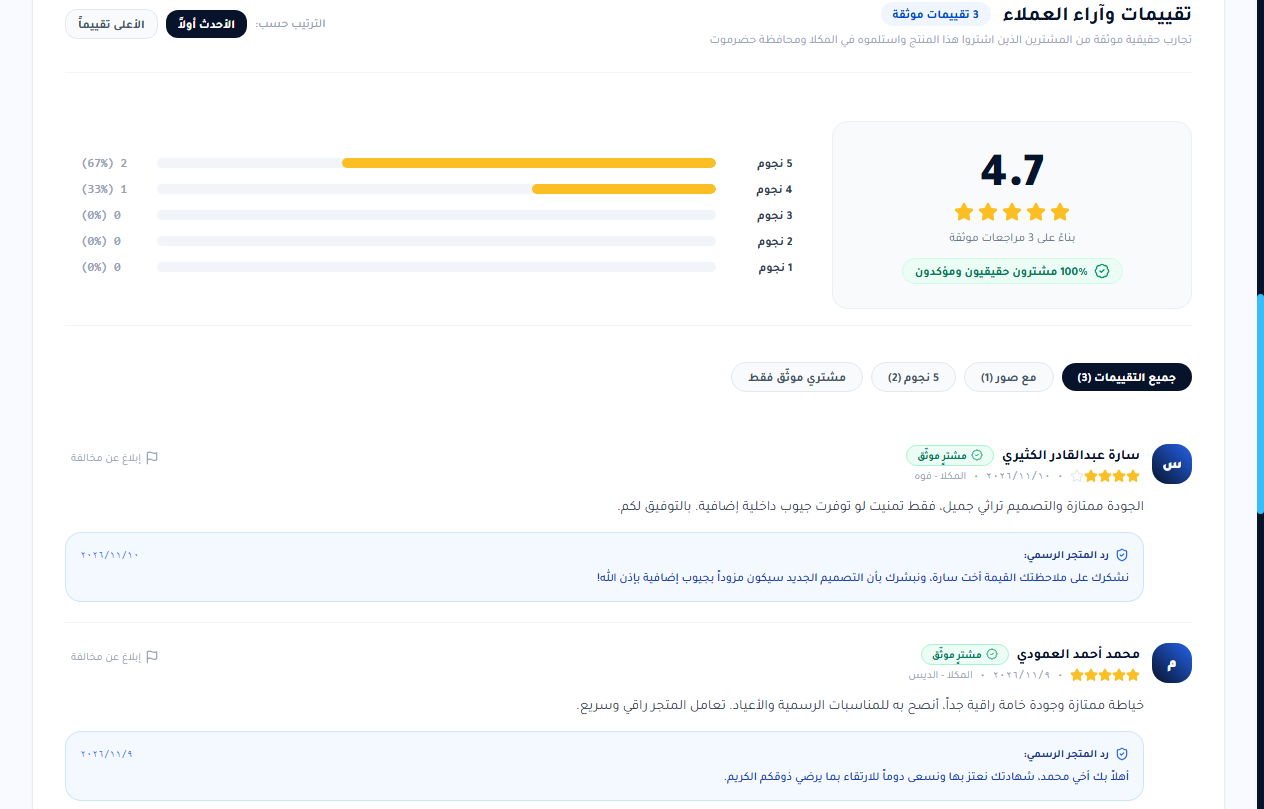 تقييمات وآراء العملاء 3 تقييمات موثقة
الترتيب حسب: الأحدث أولاً الأعلى تقييماً
تجارب حقيقية موثقة من المشترين الذين اشتروا هذا المنتج واستلموه في المكلا ومحافظة حضرموت
4.7
بناءً على 3 مراجعات موثقة
100% مشترون حقيقيون ومؤكدون
5 نجوم 2 (67%)
4 نجوم 1 (33%)
3 نجوم 0 (0%)
2 نجوم 0 (0%)
1 نجوم 0 (0%)
جميع التقييمات (3) مع صور (1) 5 نجوم (2) مشتري موثّق فقط
س
سارة عبدالقادر الكثيري مشترٍ موثّق
إبلاغ عن مخالفة
• ٢٠٢٦/١١/١٠ • المكلا - فوه
الجودة ممتازة والتصميم تراثي جميل، فقط تمنيت لو توفرت جيوب داخلية إضافية. بالتوفيق لكم.
رد المتجر الرسمي: ٢٠٢٦/١١/١٠
نشكرك على ملاحظتك القيمة أخت سارة، ونبشرك بأن التصميم الجديد سيكون مزوداً بجيوب إضافية بإذن الله!
م
محمد أحمد العمودي مشترٍ موثّق
إبلاغ عن مخالفة
• ٢٠٢٦/١١/٩ • المكلا - الديس
خياطة ممتازة وجودة خامة راقية جداً، أنصح به للمناسبات الرسمية والأعياد. تعامل المتجر راقي وسريع.
رد المتجر الرسمي: ٢٠٢٦/١١/٩
أهلاً بك أخي محمد، شهادتك نعتز بها ونسعى دوماً للارتقاء بما يرضي ذوقكم الكريم.